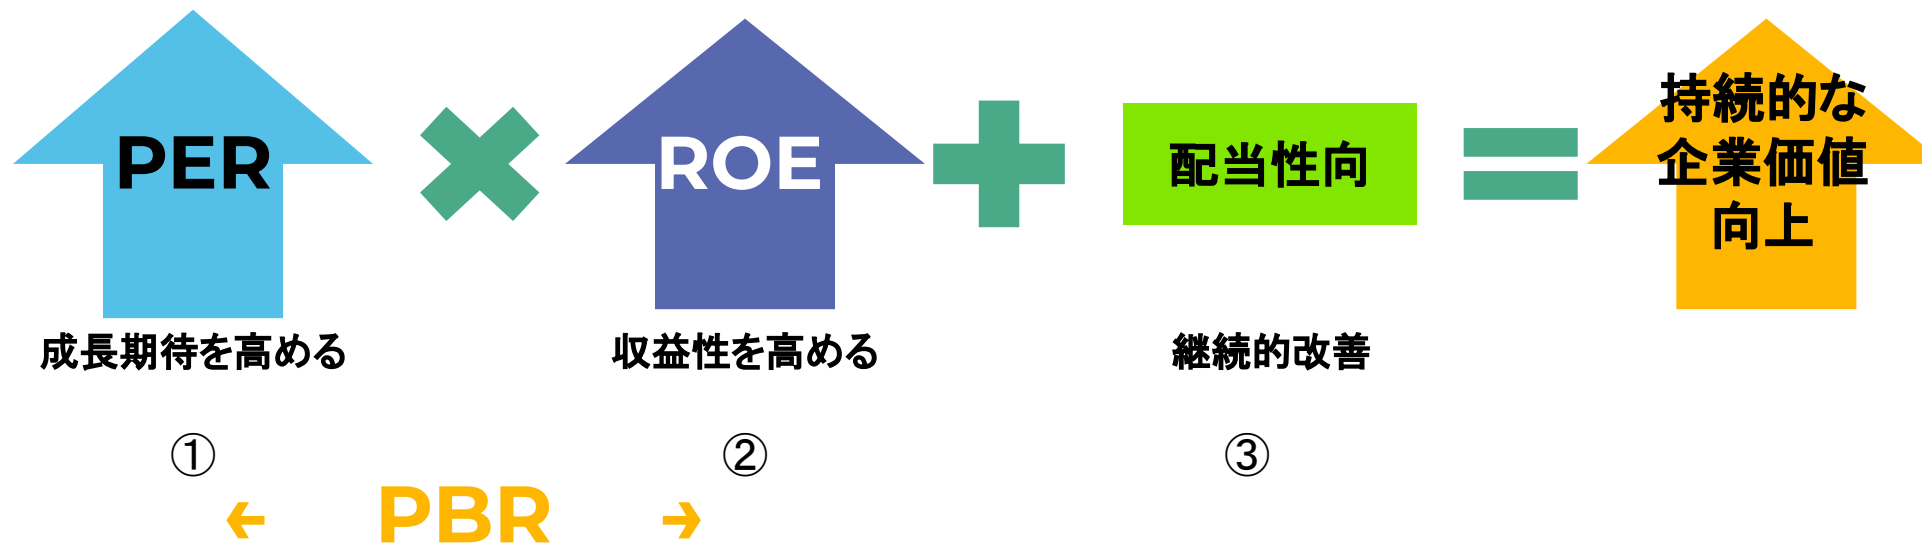 PER
ROE
配当性向
持続的な
企業価値
向上
成長期待を高める
収益性を高める
継続的改善
①
②
③
PBR